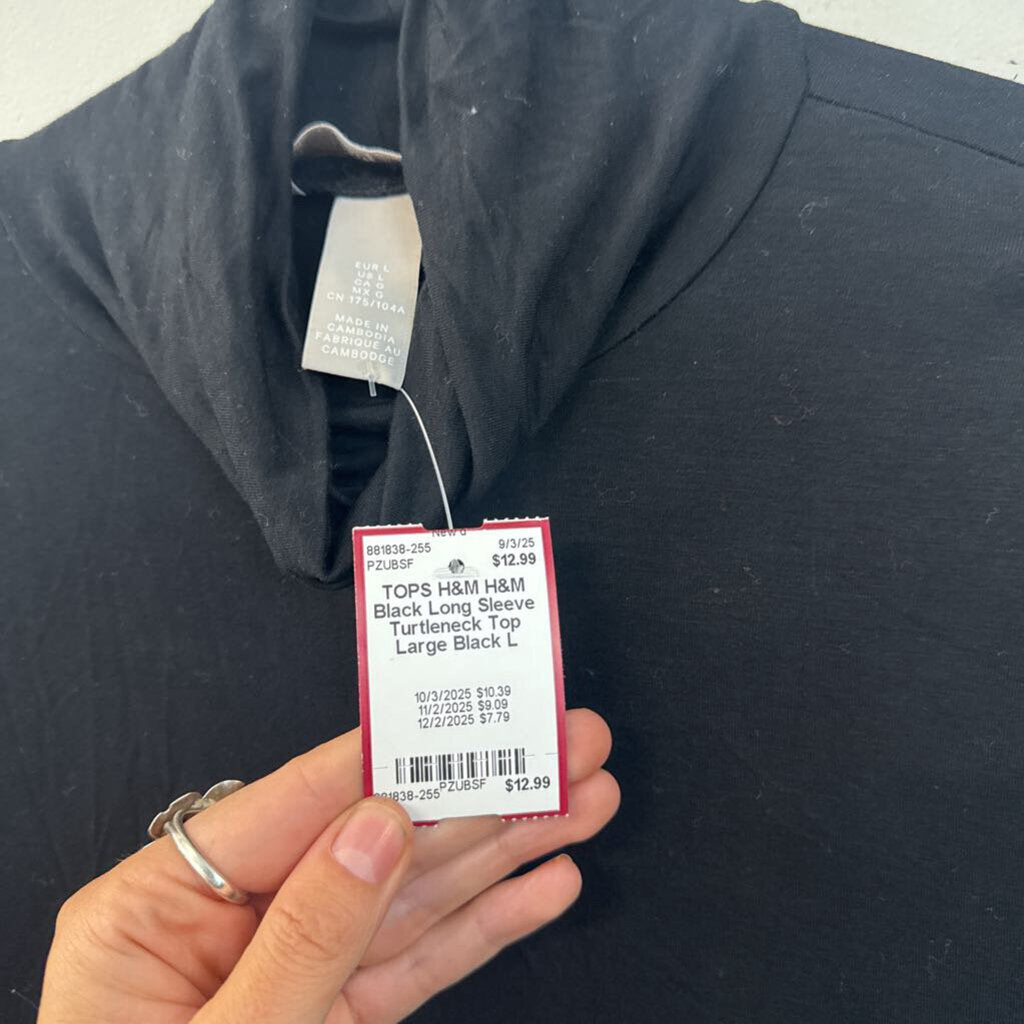 EUR L
US L
CA G
MX G
CN 175/104A
MADE IN
CAMBODIA
FABRIQUE AU
CAMBODGE
881838-255
9/3/25
PZUBSF
$12.99
TOPS H&M H&M
Black Long Sleeve
Turtleneck Top
Large Black L
10/3/2025 $10.39
11/2/2025 $9.09
12/2/2025 $7.79
PZUBSF
$12.99
881838-255